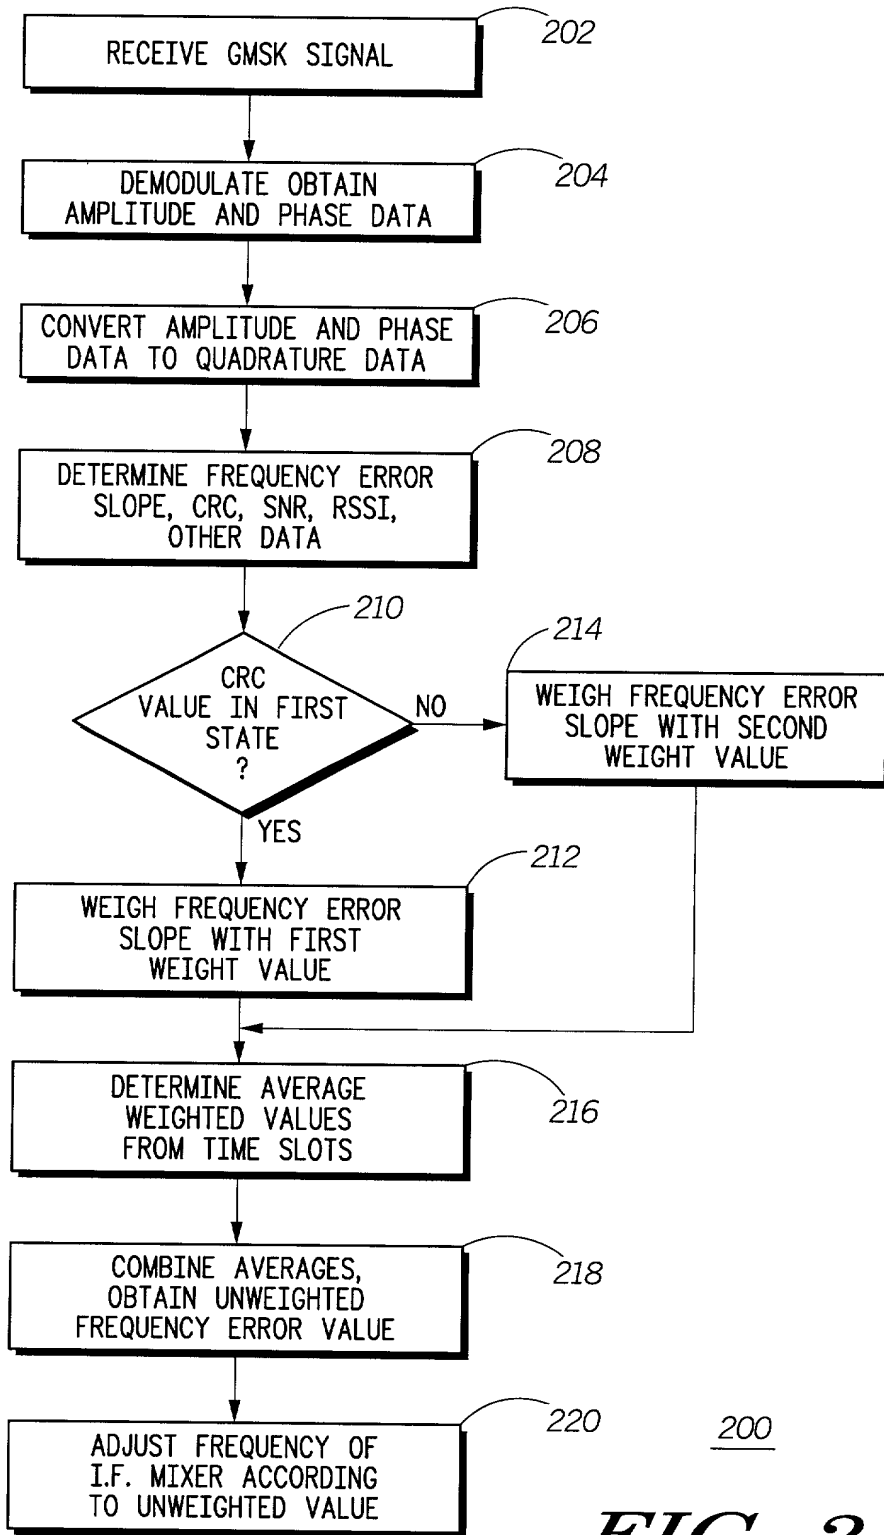 RECEIVE GMSK SIGNAL
202
DEMODULATE OBTAIN
AMPLITUDE AND PHASE DATA
204
CONVERT AMPLITUDE AND PHASE
DATA TO QUADRATURE DATA
206
DETERMINE FREQUENCY ERROR
SLOPE, CRC, SNR, RSSI,
OTHER DATA
208
CRC
VALUE IN FIRST
STATE
?
210
NO
YES
WEIGH FREQUENCY ERROR
SLOPE WITH SECOND
WEIGHT VALUE
214
WEIGH FREQUENCY ERROR
SLOPE WITH FIRST
WEIGHT VALUE
212
DETERMINE AVERAGE
WEIGHTED VALUES
FROM TIME SLOTS
216
COMBINE AVERAGES,
OBTAIN UNWEIGHTED
FREQUENCY ERROR VALUE
218
ADJUST FREQUENCY OF
I.F. MIXER ACCORDING
TO UNWEIGHTED VALUE
220
200
FIG.